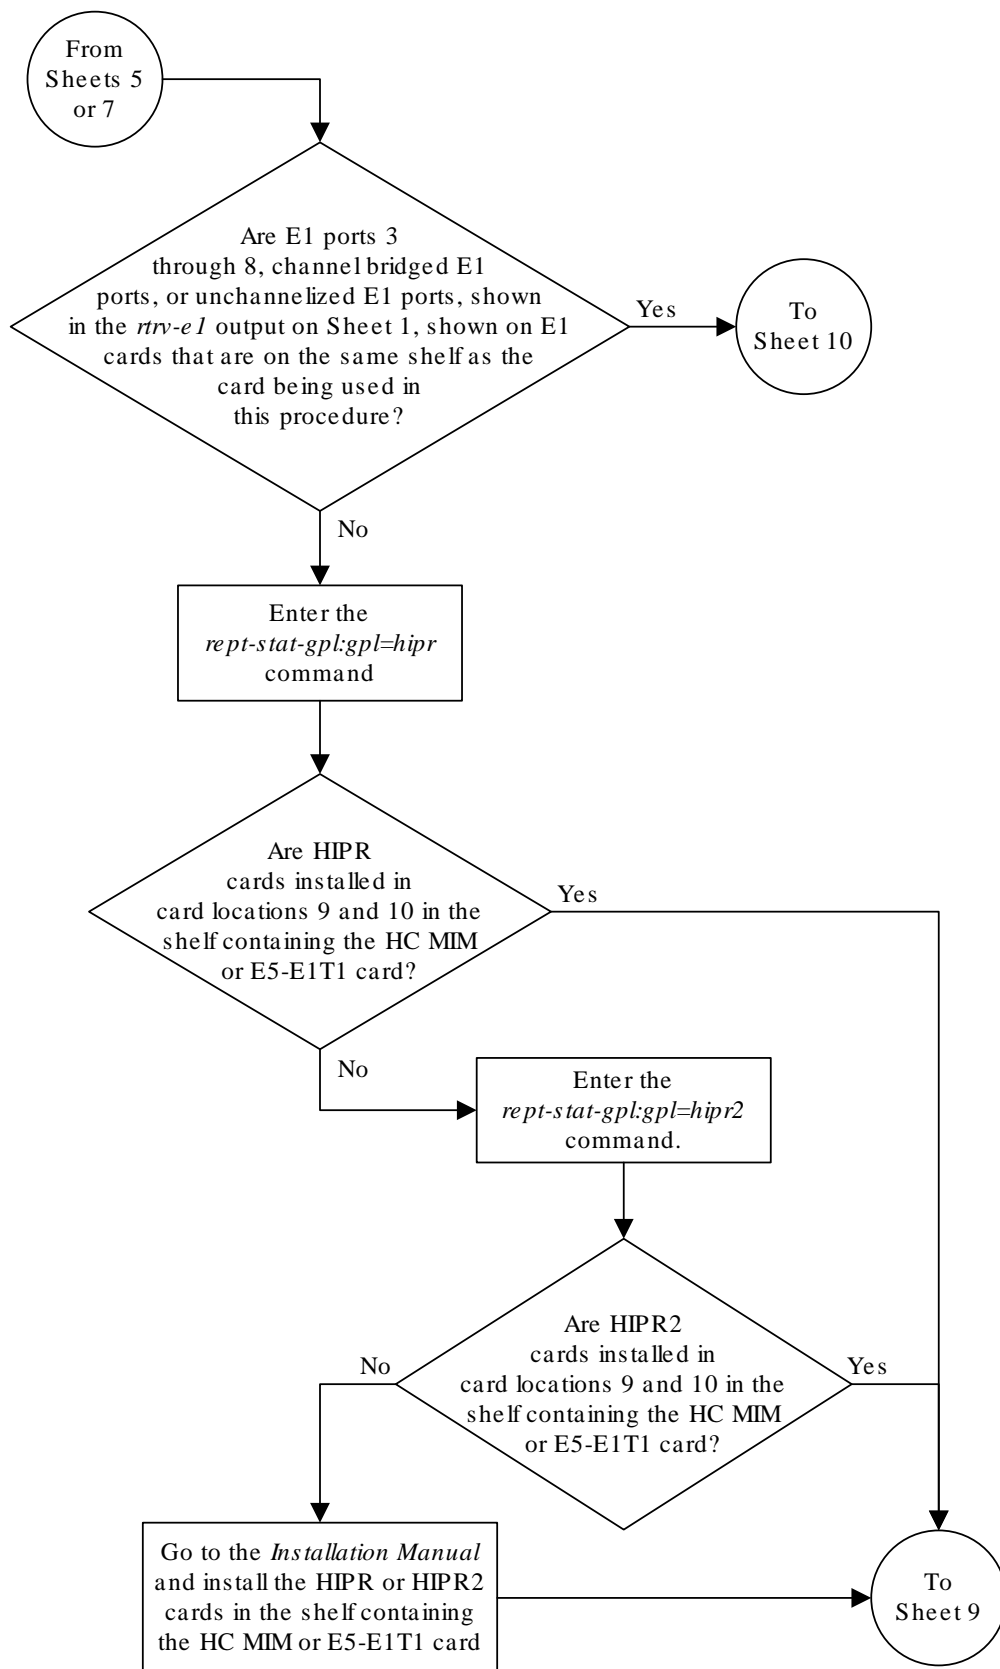 From
Sheets 5
or 7
Are E1 ports 3
through 8, channel bridged E1
ports, or unchannelized E1 ports, shown
in the rtrv-e1 output on Sheet 1, shown on E1
cards that are on the same shelf as the
card being used in
this procedure?
Yes
To
Sheet 10
No
Enter the
rept-stat-gpl:gpl=hipr
command
Are HIPR
cards installed in
card locations 9 and 10 in the
shelf containing the HC MIM
or E5-E1T1 card?
Yes
No
Enter the
rept-stat-gpl:gpl=hipr2
command.
Are HIPR2
cards installed in
card locations 9 and 10 in the
shelf containing the HC MIM
or E5-E1T1 card?
No
Yes
Go to the Installation Manual
and install the HIPR or HIPR2
cards in the shelf containing
the HC MIM or E5-E1T1 card
To
Sheet 9